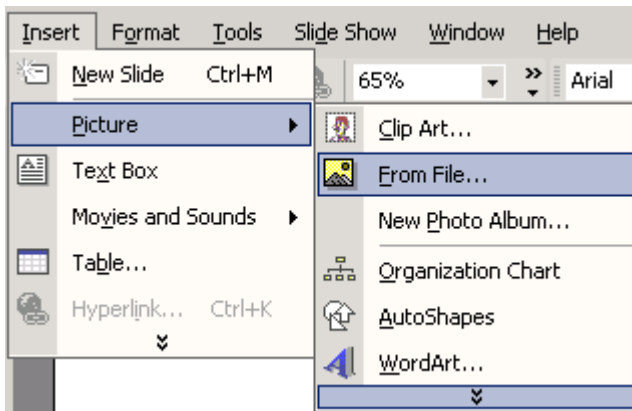 Insert Format Tools Slide Show Window Help
New Slide Ctrl+M
65% Arial
Picture
Clip Art...
Text Box
From File...
Movies and Sounds
New Photo Album...
Table...
Organization Chart
Hyperlink... Ctrl+K
AutoShapes
WordArt...